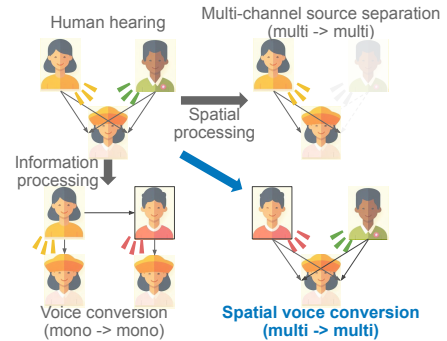 Human hearing
Multi-channel source separation
(multi -> multi)
Spatial
processing
Information
processing
Voice conversion
(mono -> mono)
Spatial voice conversion
(multi -> multi)